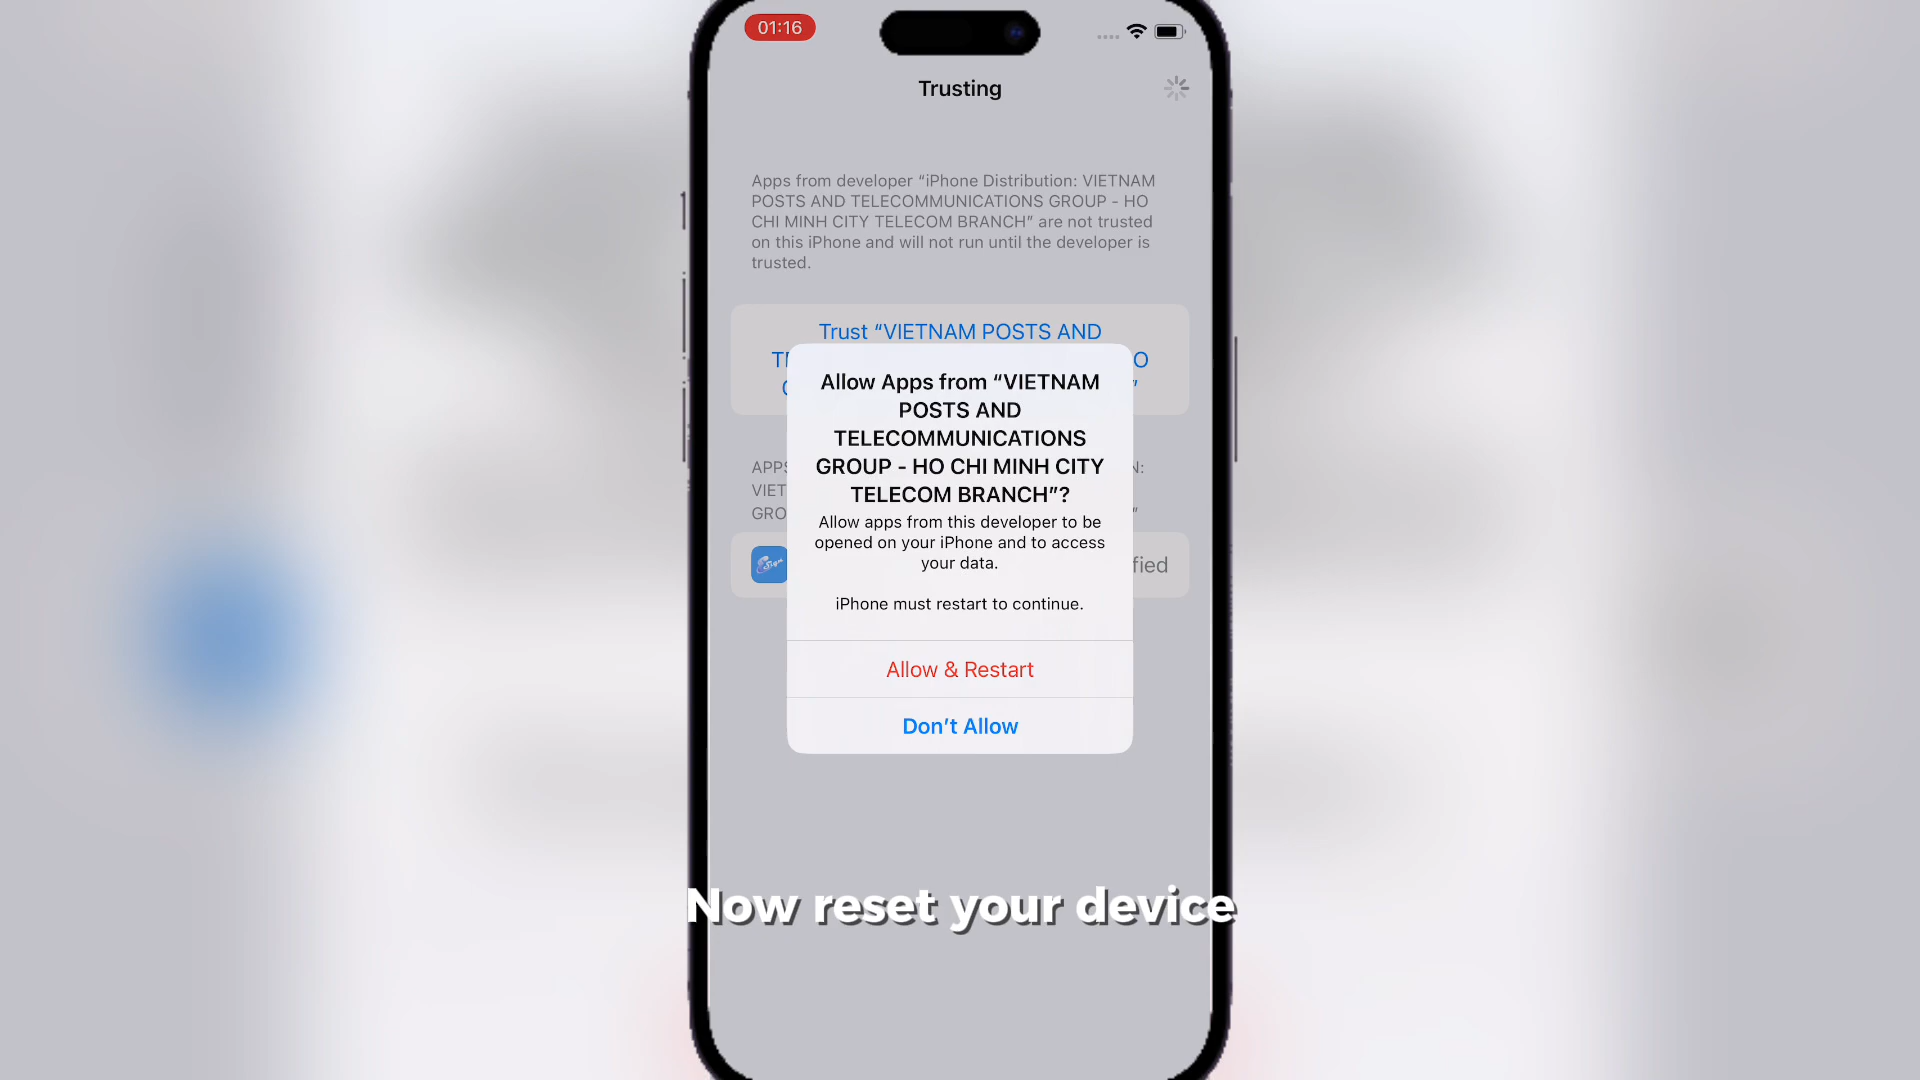 01:16
Trusting
Apps from developer “iPhone Distribution: VIETNAM
POSTS AND TELECOMMUNICATIONS GROUP - HO
CHI MINH CITY TELECOM BRANCH” are not trusted
on this iPhone and will not run until the developer is
trusted.
Trust “VIETNAM POSTS AND
Allow Apps from “VIETNAM
POSTS AND
TELECOMMUNICATIONS
GROUP - HO CHI MINH CITY
TELECOM BRANCH”?
Allow apps from this developer to be
opened on your iPhone and to access
your data.
iPhone must restart to continue.
Allow & Restart
Don’t Allow
Now reset your device